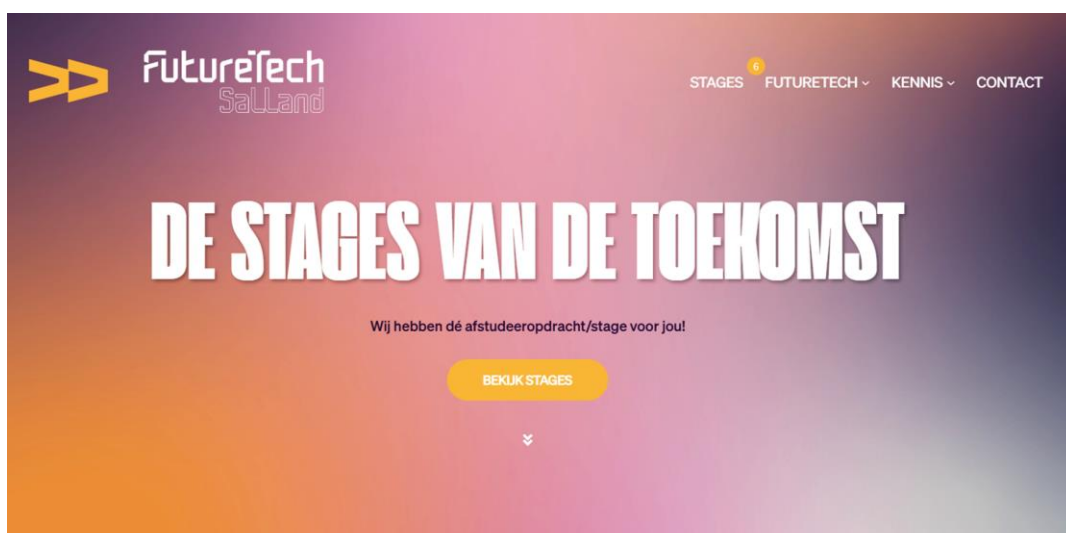 FutureTech
Salland
STAGES 6 FUTURETECH KENNIS CONTACT
DE STAGES VAN DE TOEKOMST
Wij hebben dé afstudeeropdracht/stage voor jou!
BEKIJK STAGES